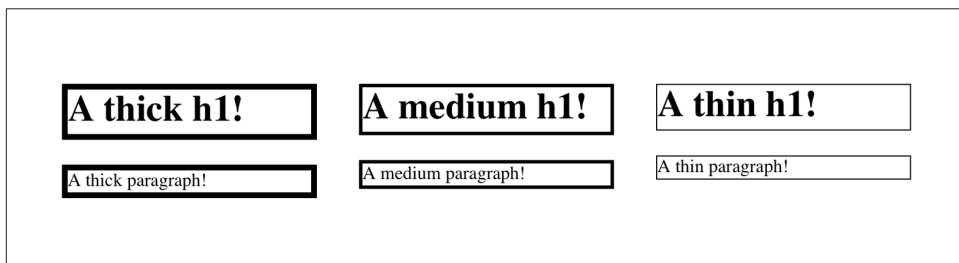 A thick h1!
A medium h1!
A thin h1!
A thick paragraph!
A medium paragraph!
A thin paragraph!